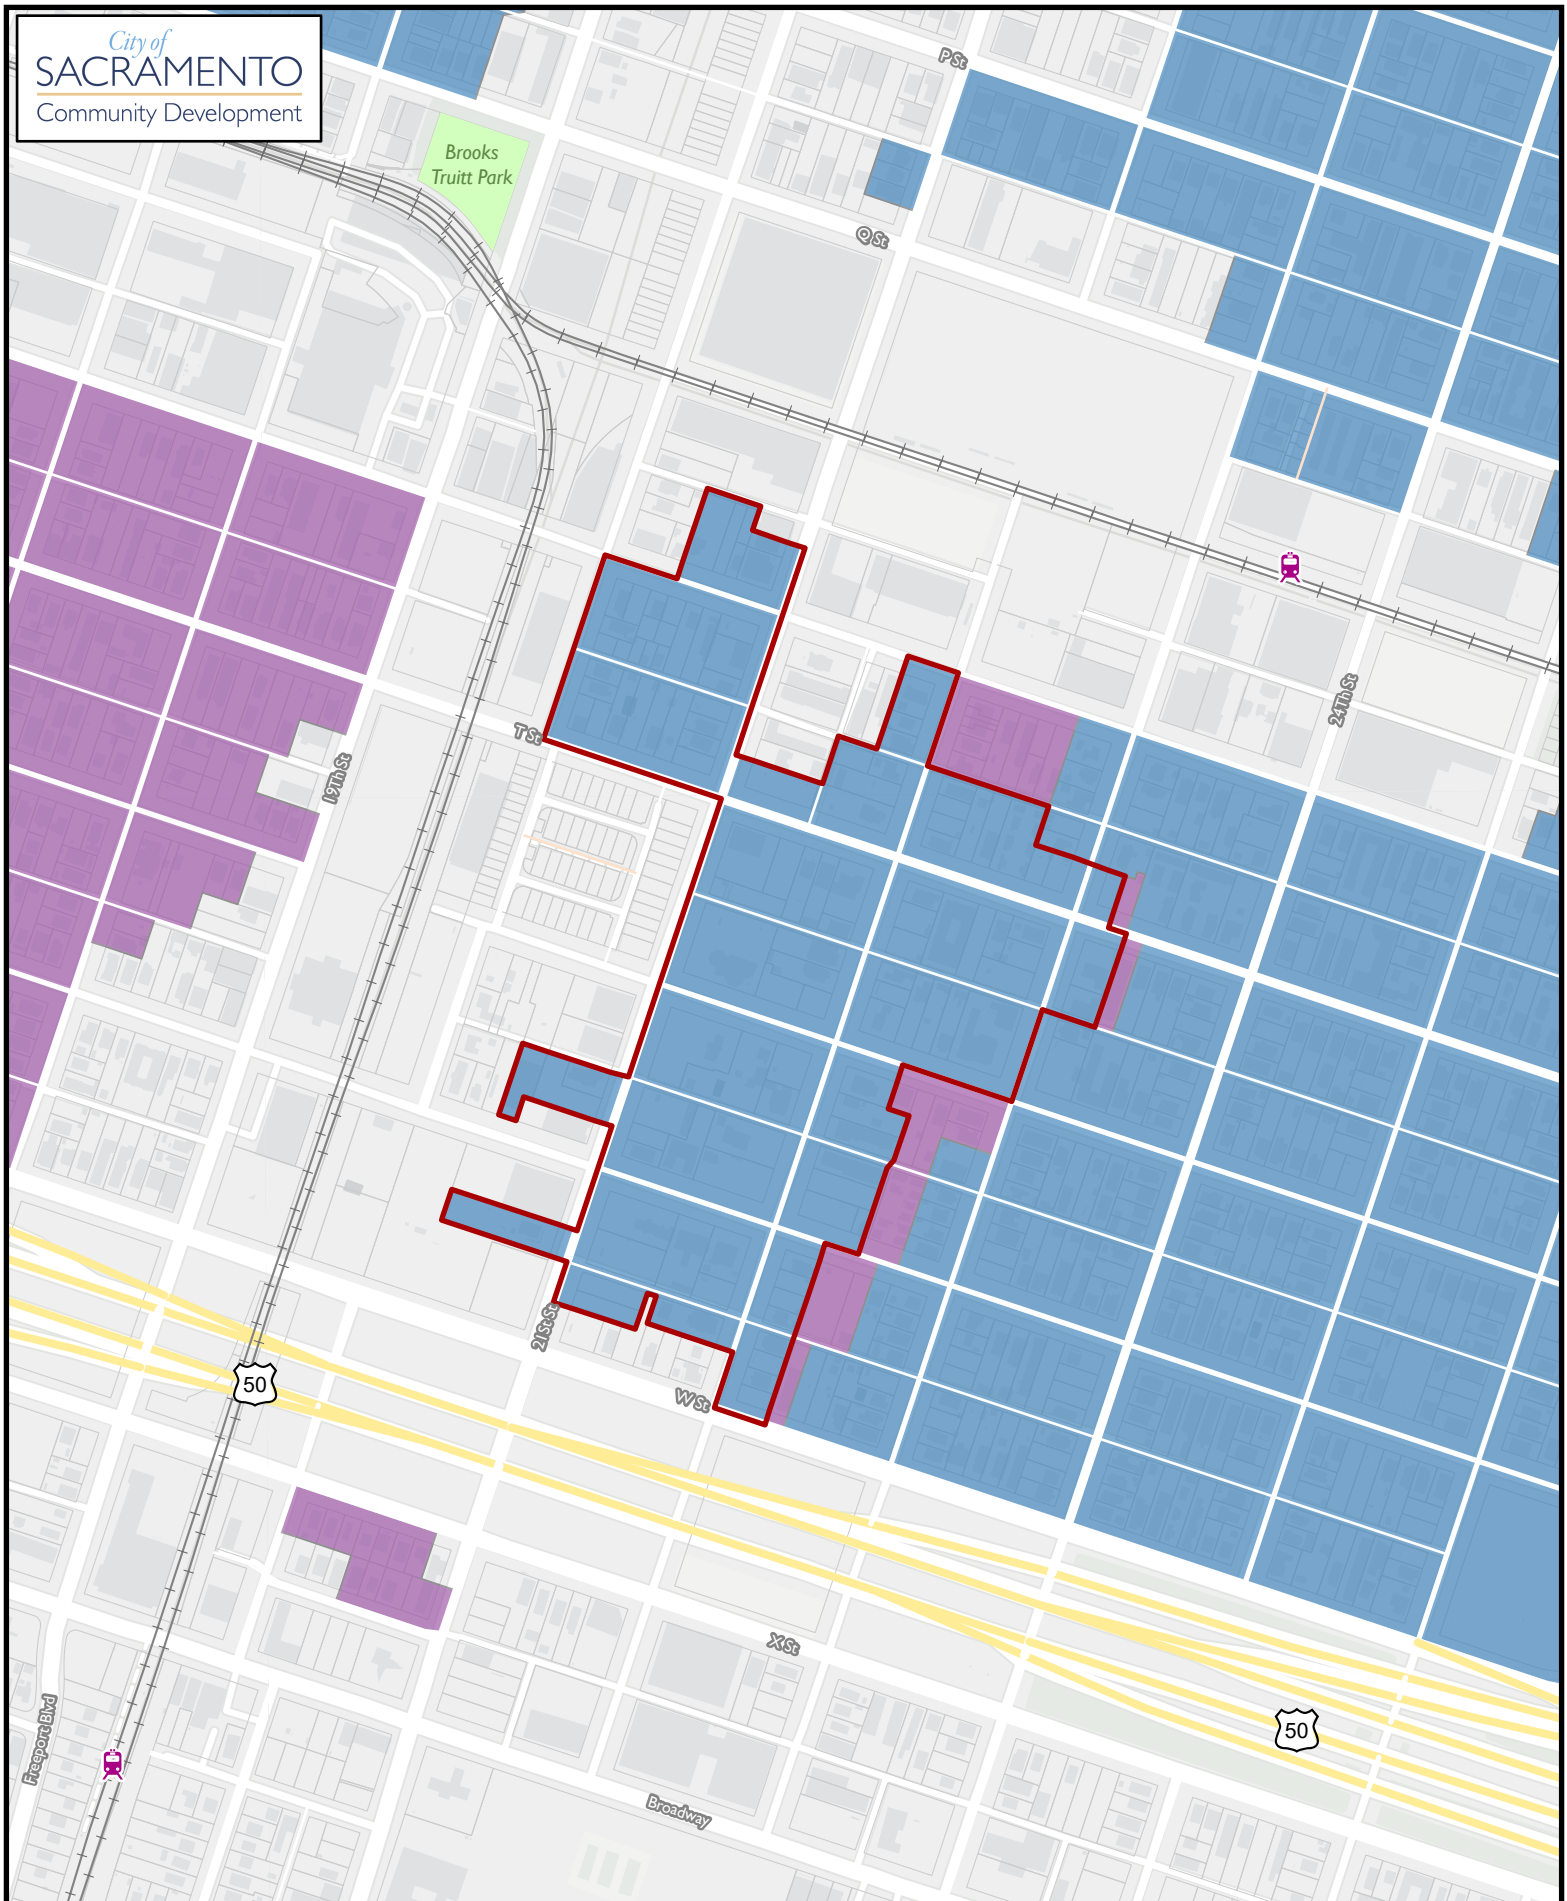 City of
SACRAMENTO
Community Development
P St
Brooks
Truitt Park
Q St
24Th St
T St
19Th St
21St St
50
W St
X St
50
Freeport Blvd
Broadway